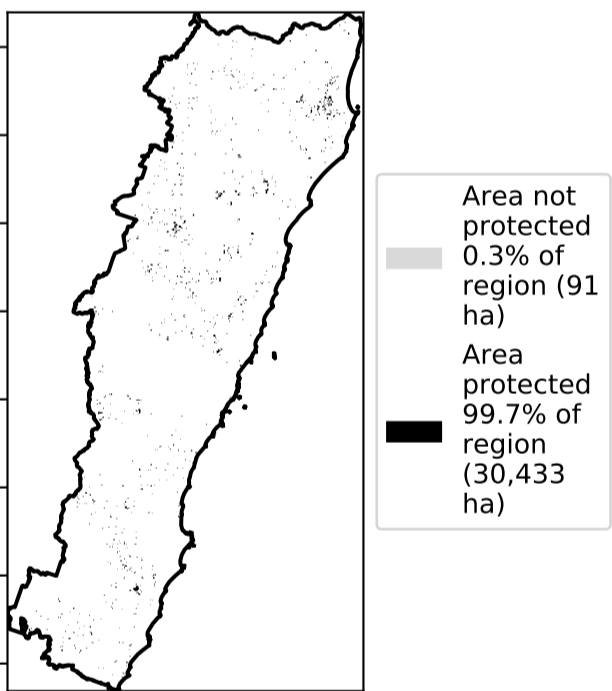 Area not
protected
0.3% of
region (91
ha)
Area
protected
99.7% of
region
(30,433
ha)